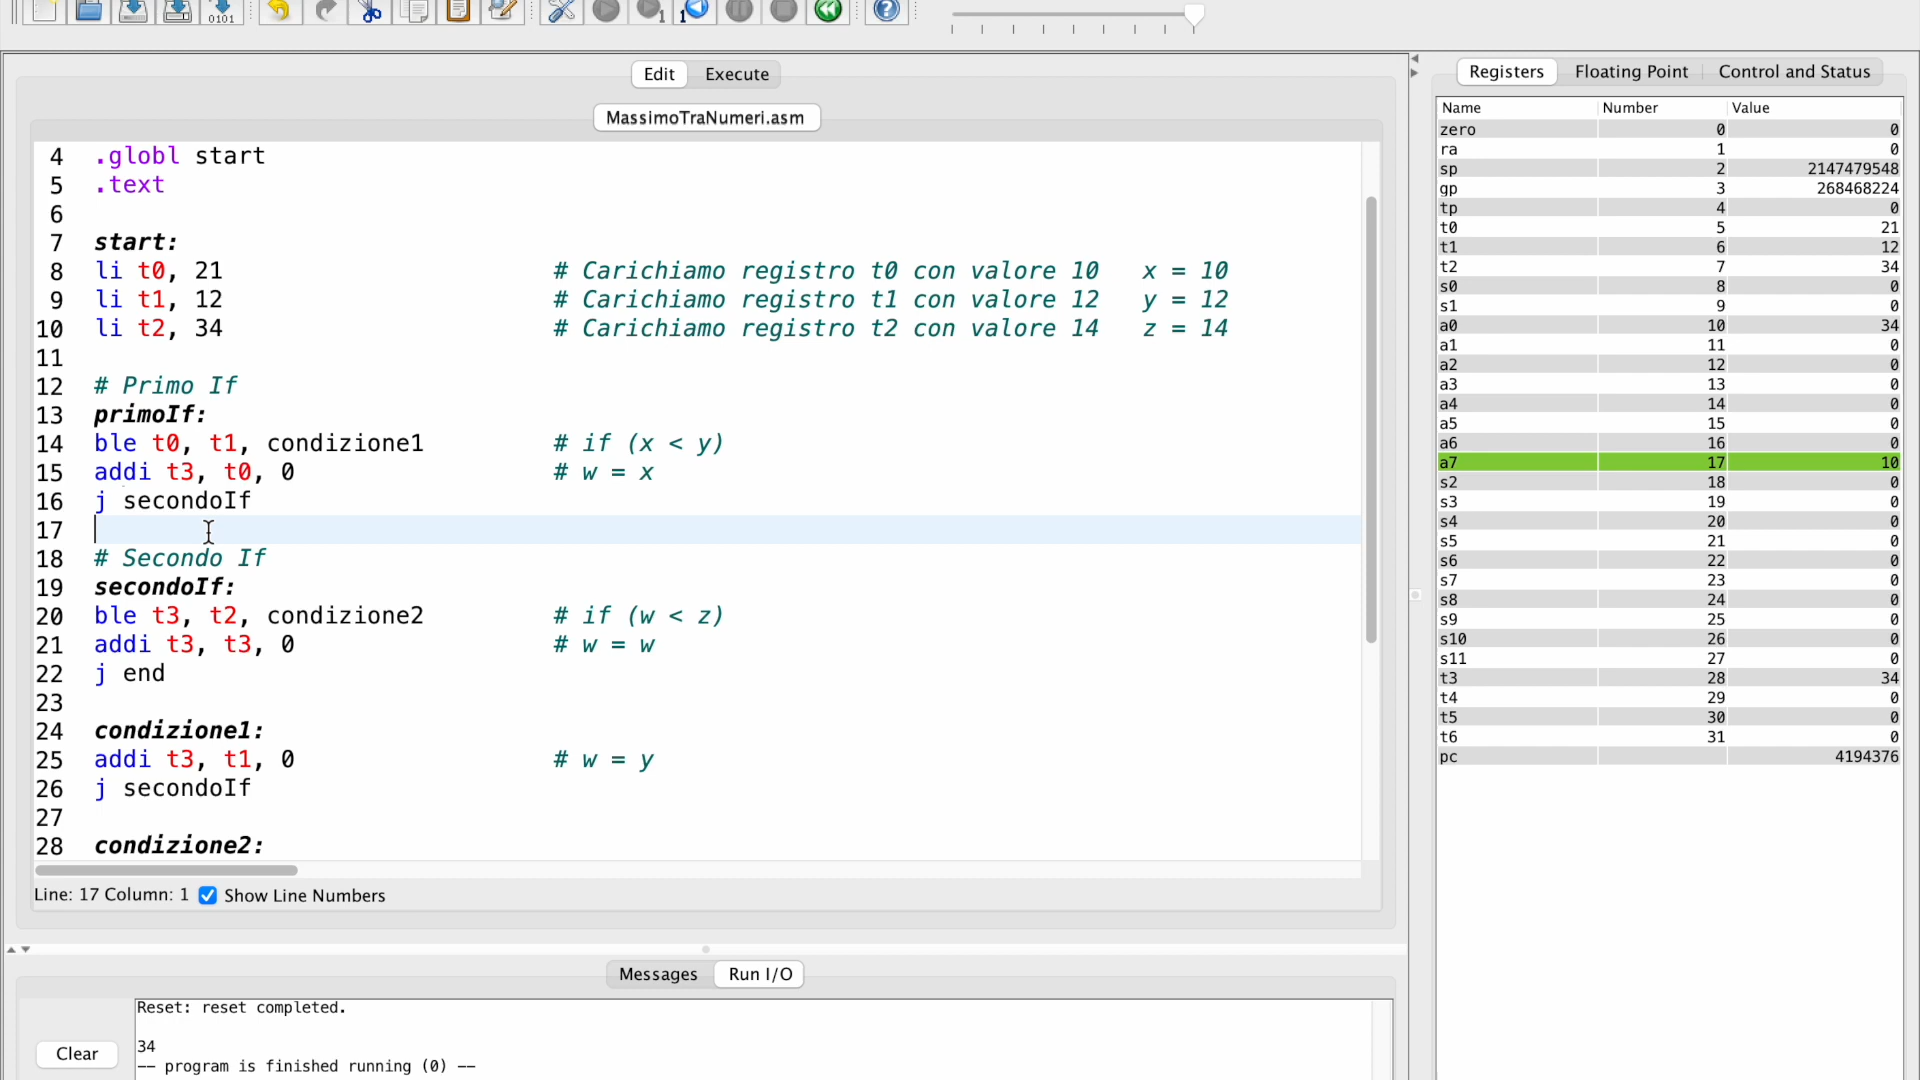 0101
1
1
?
Edit Execute
MassimoTraNumeri.asm
4 .globl start
5 .text
6
7 start:
8 li t0, 21 # Carichiamo registro t0 con valore 10 x = 10
9 li t1, 12 # Carichiamo registro t1 con valore 12 y = 12
10 li t2, 34 # Carichiamo registro t2 con valore 14 z = 14
11
12 # Primo If
13 primoIf:
14 ble t0, t1, condizione1 # if (x < y)
15 addi t3, t0, 0 # w = x
16 j secondoIf
17
18 # Secondo If
19 secondoIf:
20 ble t3, t2, condizione2 # if (w < z)
21 addi t3, t3, 0 # w = w
22 j end
23
24 condizione1:
25 addi t3, t1, 0 # w = y
26 j secondoIf
27
28 condizione2:
Line: 17 Column: 1 Show Line Numbers
Messages Run I/O
Reset: reset completed.
34
-- program is finished running (0) --
Clear
Registers Floating Point Control and Status
Name Number Value
zero 0 0
ra 1 0
sp 2 2147479548
gp 3 268468224
tp 4 0
t0 5 21
t1 6 12
t2 7 34
s0 8 0
s1 9 0
a0 10 34
a1 11 0
a2 12 0
a3 13 0
a4 14 0
a5 15 0
a6 16 0
a7 17 10
s2 18 0
s3 19 0
s4 20 0
s5 21 0
s6 22 0
s7 23 0
s8 24 0
s9 25 0
s10 26 0
s11 27 0
t3 28 34
t4 29 0
t5 30 0
t6 31 0
pc 4194376